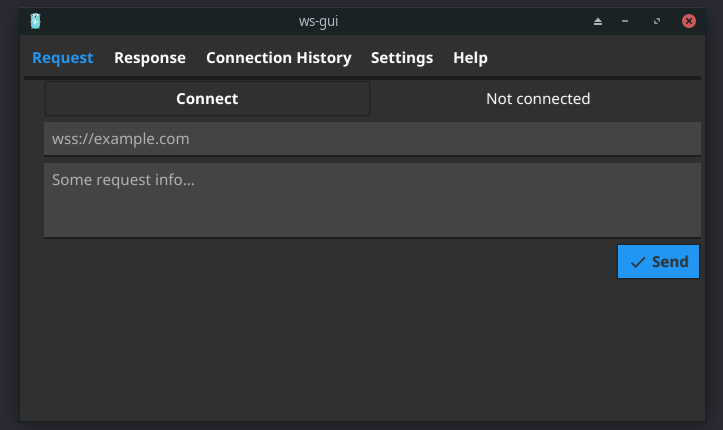 ws-gui
Request Response Connection History Settings Help
Connect Not connected
wss://example.com
Some request info...
Send